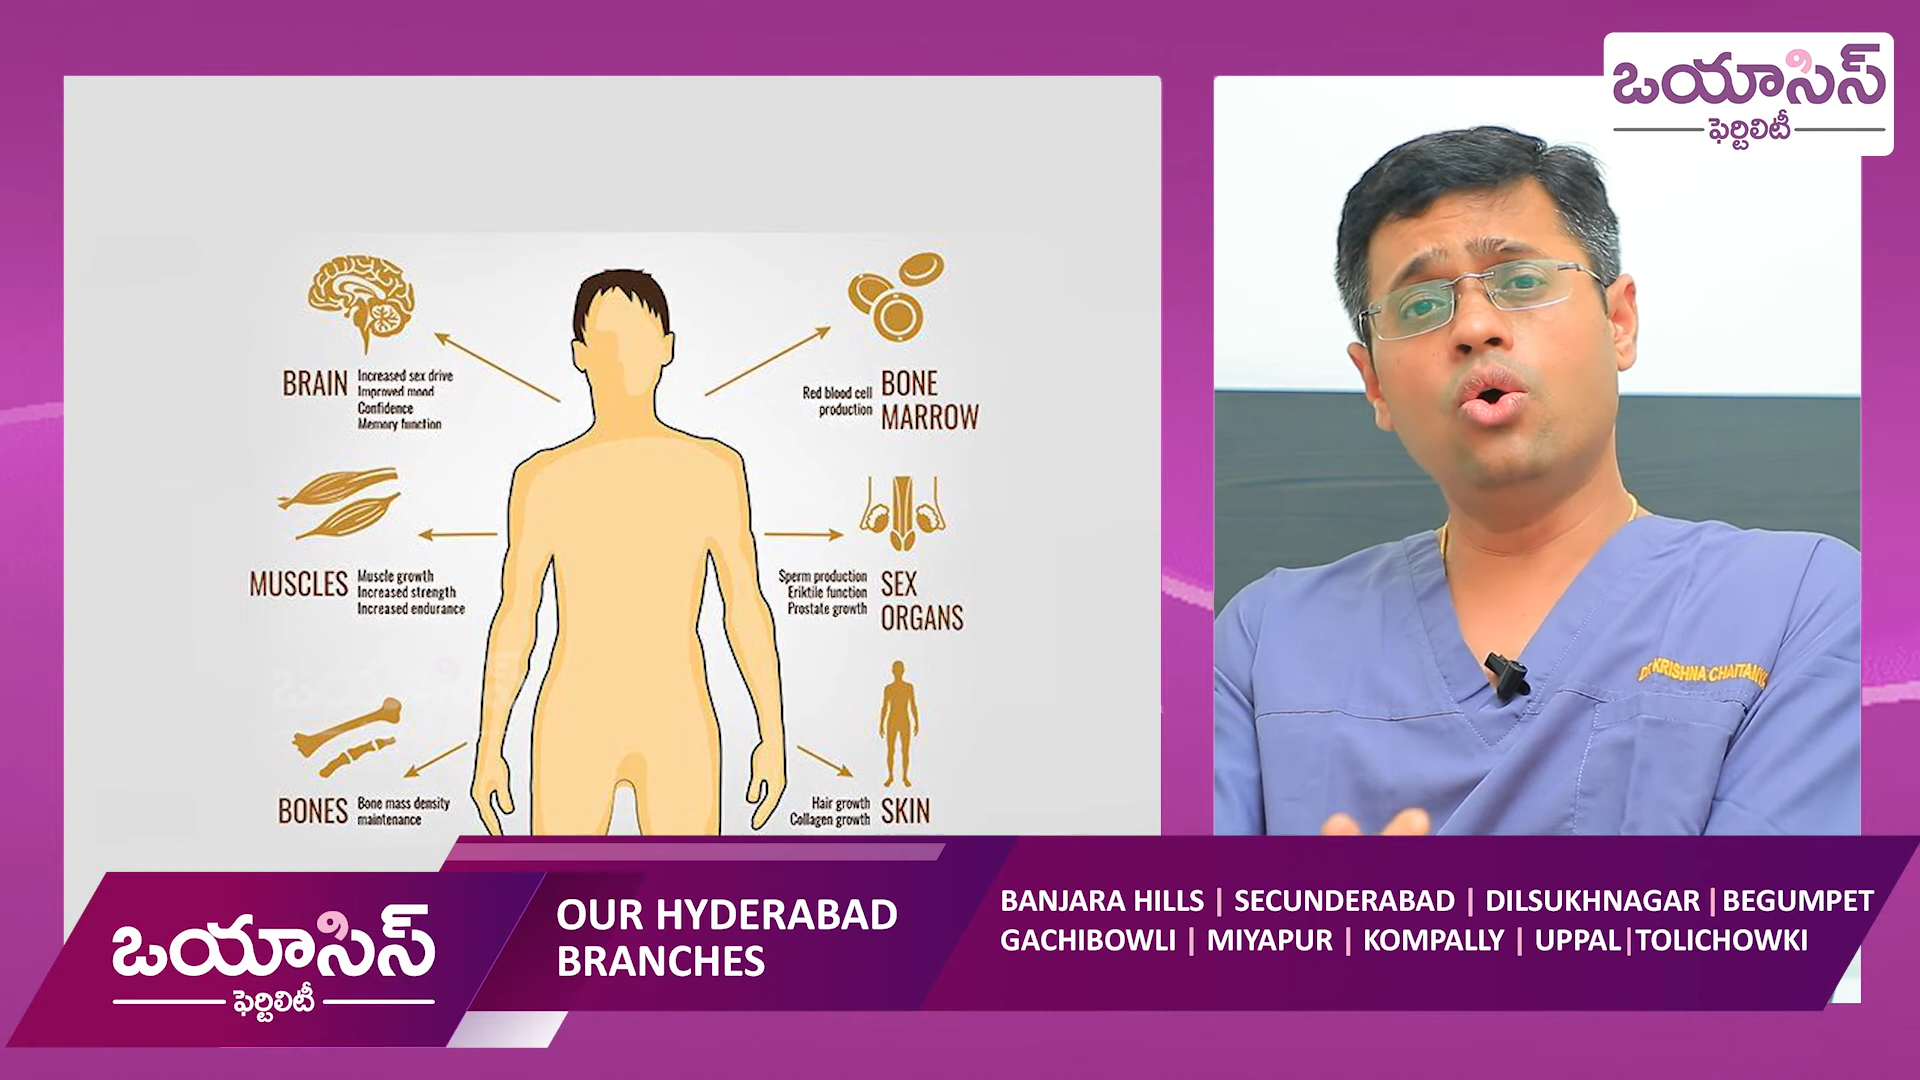 ఒయాసిస్
ఫెర్టిలిటీ
BRAIN
Increased sex drive
Improved mood
Confidence
Memory function
Red blood cell
production
BONE
MARROW
MUSCLES
Muscle growth
Increased strength
Increased endurance
Sperm production
Eriktile function
Prostate growth
SEX
ORGANS
DR KRISHNA CHAITANYA
ఒయాసిస్
BONES
Bone mass density
maintenance
Hair growth
Collagen growth
SKIN
ఒయాసిస్
ఫెర్టిలిటీ
OUR HYDERABAD
BRANCHES
BANJARA HILLS | SECUNDERABAD | DILSUKHNAGAR | BEGUMPET
GACHIBOWLI | MIYAPUR | KOMPALLY | UPPAL | TOLICHOWKI